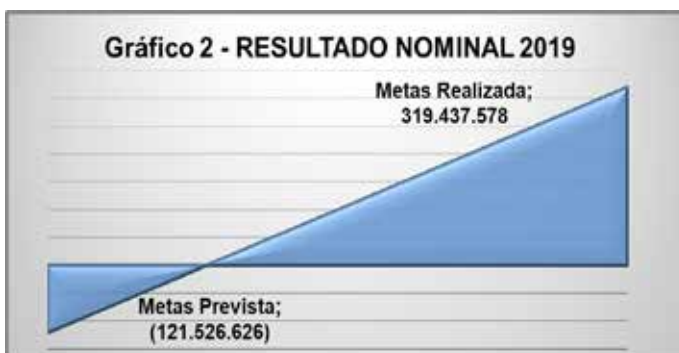 Gráfico 2 - RESULTADO NOMINAL 2019
Metas Realizada;
319.437.578
Metas Prevista;
(121.526.626)